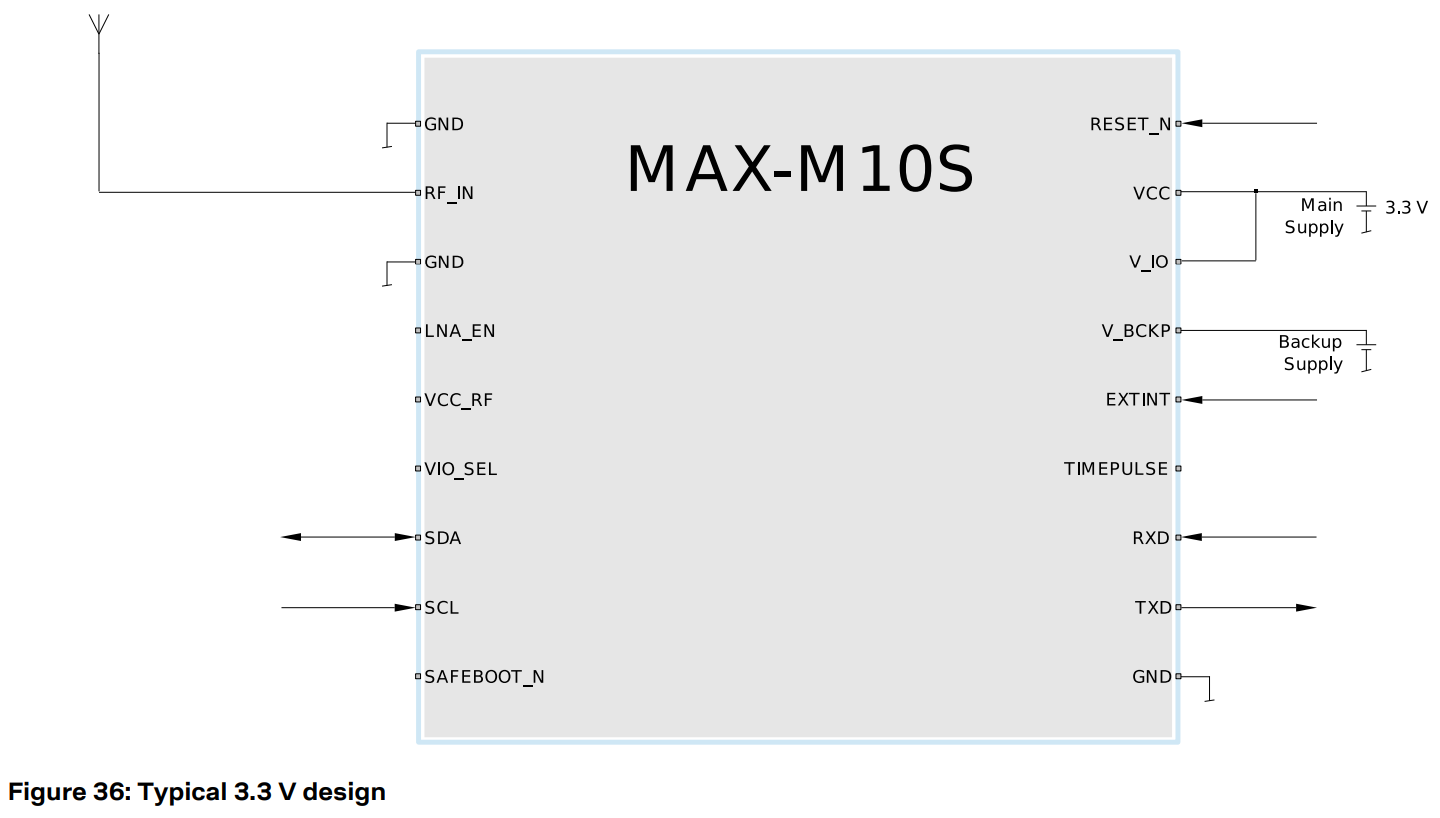 MAX-M10S
GND
RF_IN
GND
LNA_EN
VCC_RF
VIO_SEL
SDA
SCL
SAFEBOOT_N
RESET_N
VCC
Main
Supply
3.3 V
V_IO
V_BCKP
Backup
Supply
EXTINT
TIMEPULSE
RXD
TXD
GND
Figure 36: Typical 3.3 V design